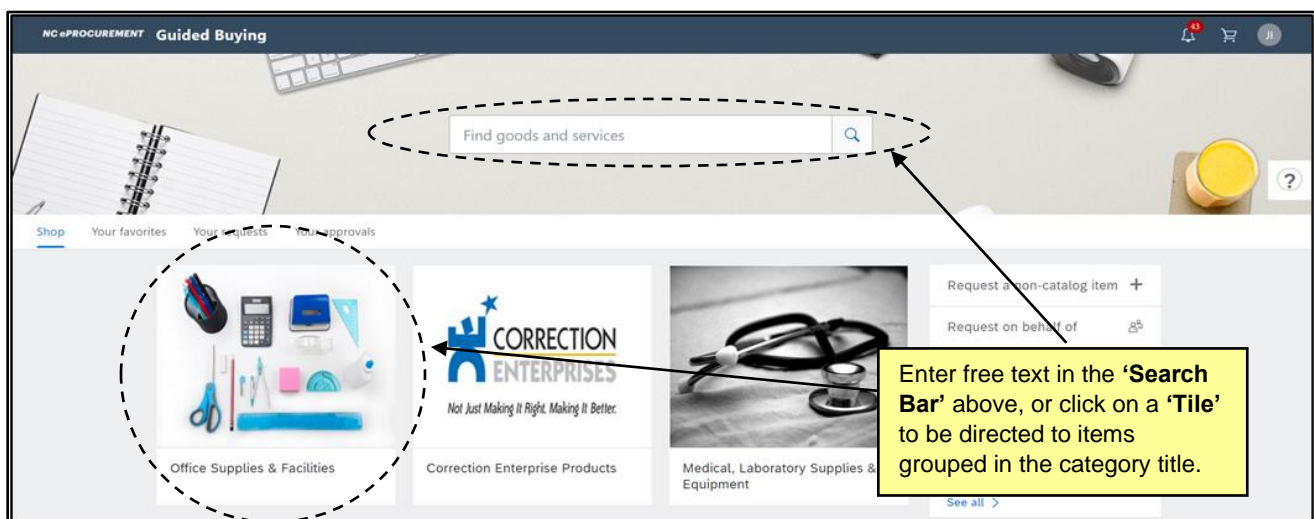 NC ePROCUREMENT Guided Buying
43
JI
Find goods and services
?
Shop Your favorites Your requests Your approvals
Request a non-catalog item +
Request on behalf of
CORRECTION
ENTERPRISES
Not Just Making It Right. Making It Better.
Enter free text in the ‘Search
Bar’ above, or click on a ‘Tile’
to be directed to items
grouped in the category title.
Office Supplies & Facilities
Correction Enterprise Products
Medical, Laboratory Supplies &
Equipment
See all >